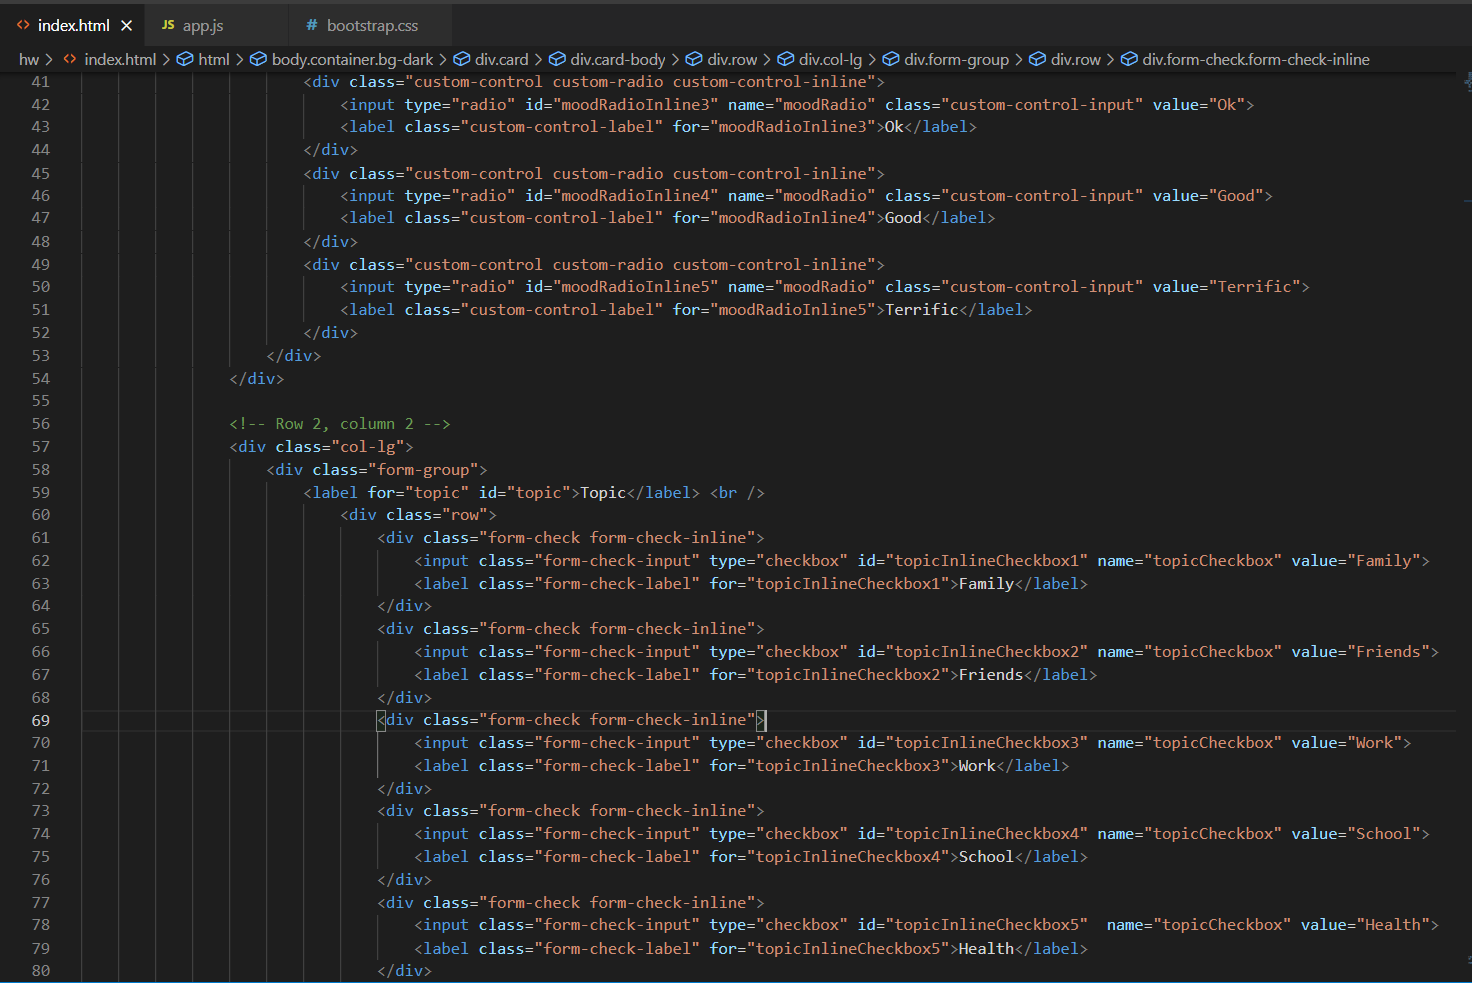 <> index.html × JS app.js # bootstrap.css
hw > <> index.html > html > body.container.bg-dark > div.card > div.card-body > div.row > div.col-lg > div.form-group > div.row > div.form-check.form-check-inline
41 <div class="custom-control custom-radio custom-control-inline">
42 <input type="radio" id="moodRadioInline3" name="moodRadio" class="custom-control-input" value="Ok">
43 <label class="custom-control-label" for="moodRadioInline3">Ok</label>
44 </div>
45 <div class="custom-control custom-radio custom-control-inline">
46 <input type="radio" id="moodRadioInline4" name="moodRadio" class="custom-control-input" value="Good">
47 <label class="custom-control-label" for="moodRadioInline4">Good</label>
48 </div>
49 <div class="custom-control custom-radio custom-control-inline">
50 <input type="radio" id="moodRadioInline5" name="moodRadio" class="custom-control-input" value="Terrific">
51 <label class="custom-control-label" for="moodRadioInline5">Terrific</label>
52 </div>
53 </div>
54 </div>
55
56 <!-- Row 2, column 2 -->
57 <div class="col-lg">
58 <div class="form-group">
59 <label for="topic" id="topic">Topic</label> <br />
60 <div class="row">
61 <div class="form-check form-check-inline">
62 <input class="form-check-input" type="checkbox" id="topicInlineCheckbox1" name="topicCheckbox" value="Family">
63 <label class="form-check-label" for="topicInlineCheckbox1">Family</label>
64 </div>
65 <div class="form-check form-check-inline">
66 <input class="form-check-input" type="checkbox" id="topicInlineCheckbox2" name="topicCheckbox" value="Friends">
67 <label class="form-check-label" for="topicInlineCheckbox2">Friends</label>
68 </div>
69 <div class="form-check form-check-inline">
70 <input class="form-check-input" type="checkbox" id="topicInlineCheckbox3" name="topicCheckbox" value="Work">
71 <label class="form-check-label" for="topicInlineCheckbox3">Work</label>
72 </div>
73 <div class="form-check form-check-inline">
74 <input class="form-check-input" type="checkbox" id="topicInlineCheckbox4" name="topicCheckbox" value="School">
75 <label class="form-check-label" for="topicInlineCheckbox4">School</label>
76 </div>
77 <div class="form-check form-check-inline">
78 <input class="form-check-input" type="checkbox" id="topicInlineCheckbox5"  name="topicCheckbox" value="Health">
79 <label class="form-check-label" for="topicInlineCheckbox5">Health</label>
80 </div>